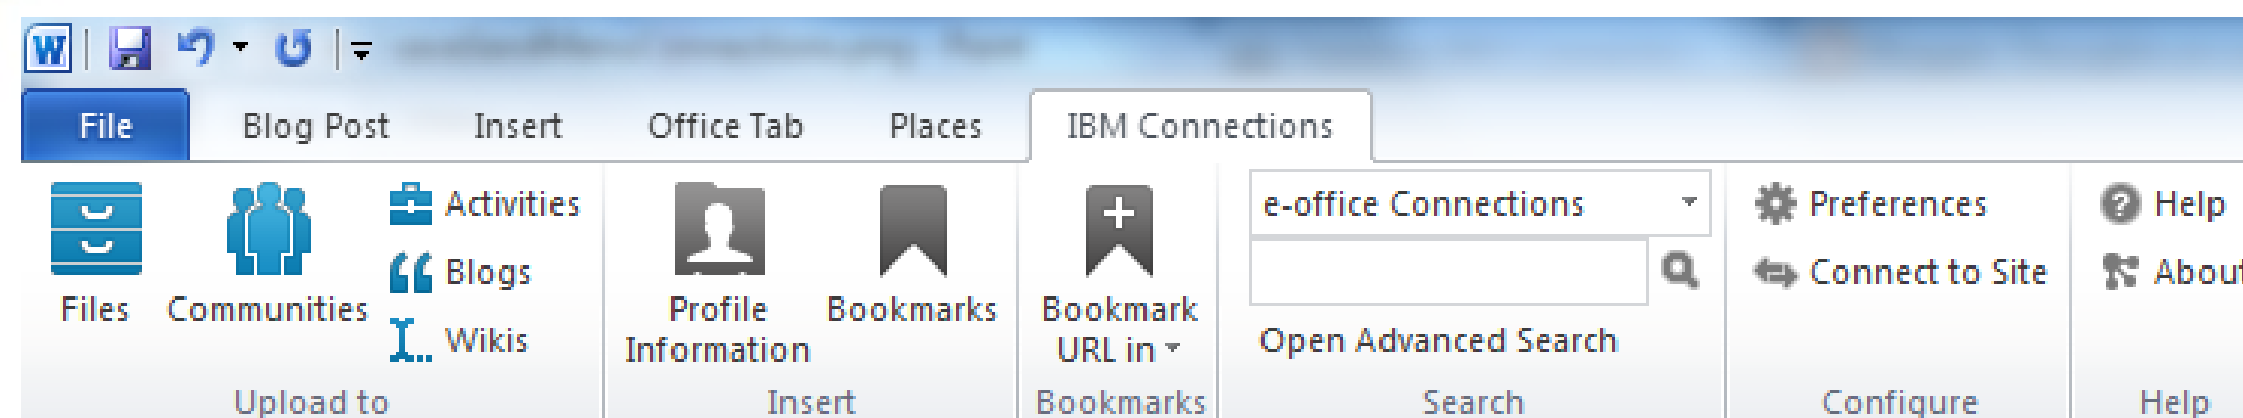 W
File Blog Post Insert Office Tab Places IBM Connections
Files
Communities
Activities
Blogs
Wikis
Upload to
Profile
Information
Bookmarks
Insert
Bookmark
URL in
Bookmarks
e-office Connections
Open Advanced Search
Search
Preferences
Connect to Site
Configure
Help
About
Help